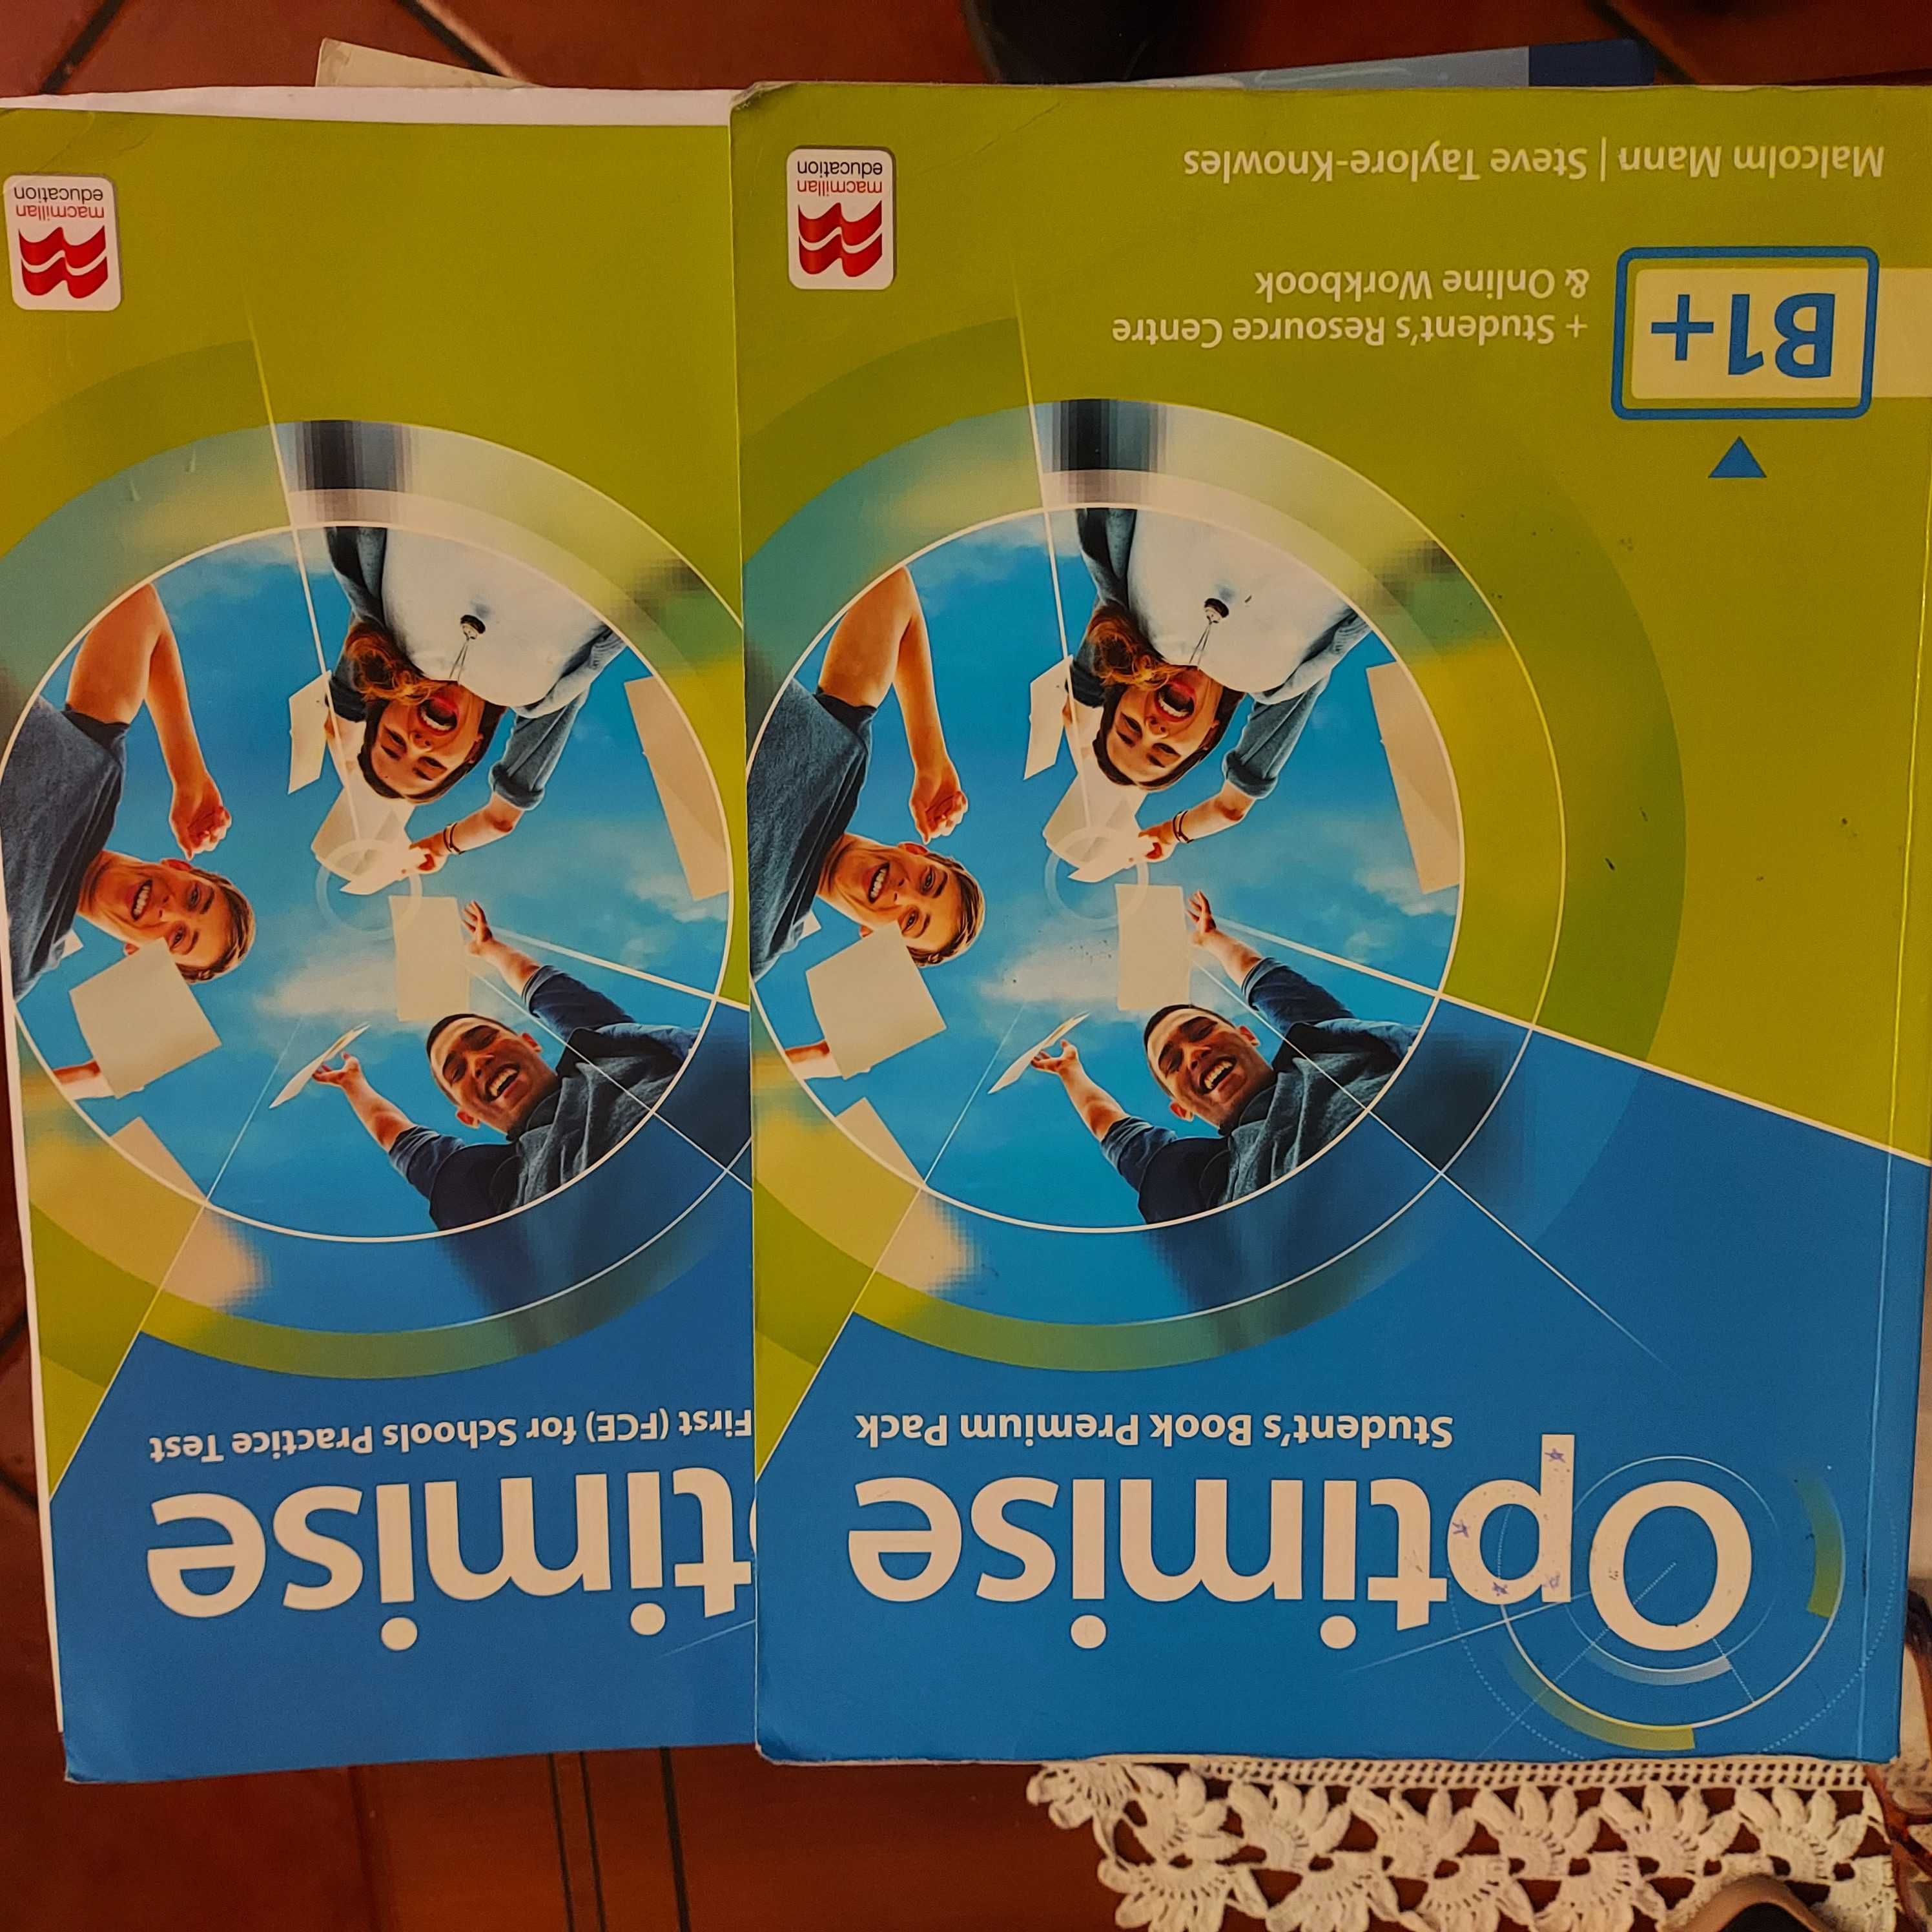 Optimise
Student's Book Premium Pack
B1+
+ Student's Resource Centre
& Online Workbook
Malcolm Mann | Steve Taylore-Knowles
macmillan
education
timise
First (FCE) for Schools Practice Test
macmillan
education